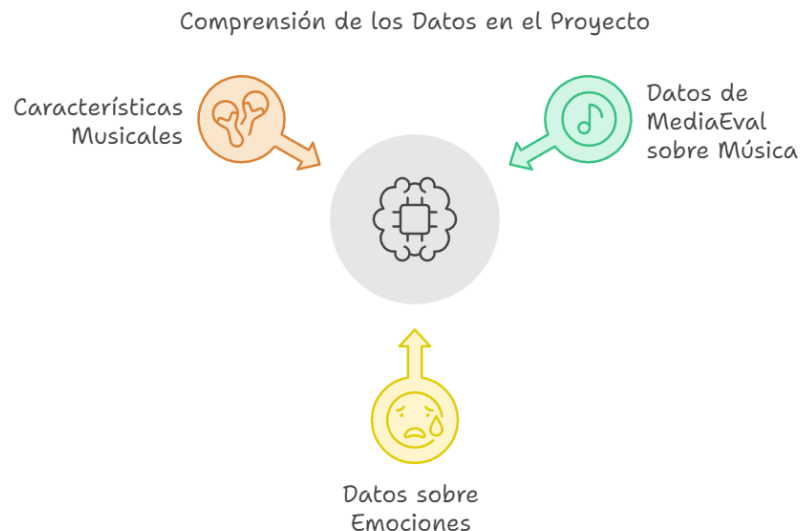 Comprensión de los Datos en el Proyecto
Características
Musicales
Datos de
MediaEval
sobre Música
Datos sobre
Emociones